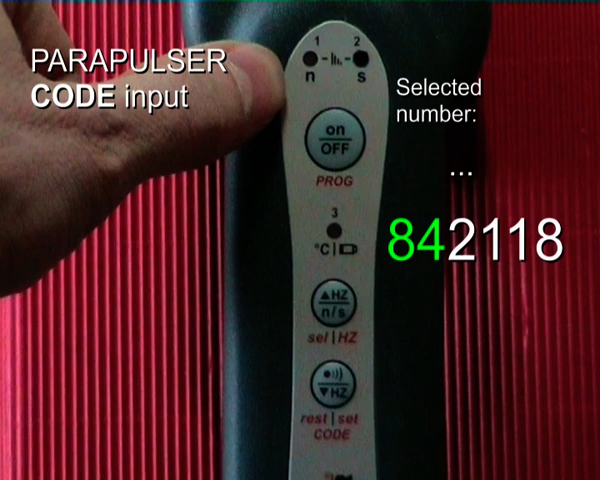 PARAPULSER
CODE input
Selected
number:
...
842118
1 2
n s
on
OFF
PROG
3
°C
▲HZ
n/s
sel|HZ
▼HZ
rest|set
CODE